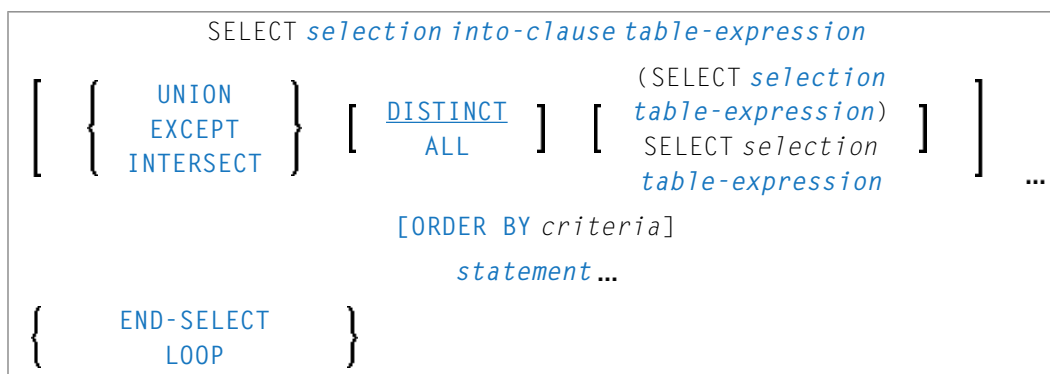 SELECT selection into-clause table-expression
UNION
EXCEPT
INTERSECT
DISTINCT
ALL
(SELECT selection
table-expression)
SELECT selection
table-expression
...
[ORDER BY criteria]
statement ...
END-SELECT
LOOP